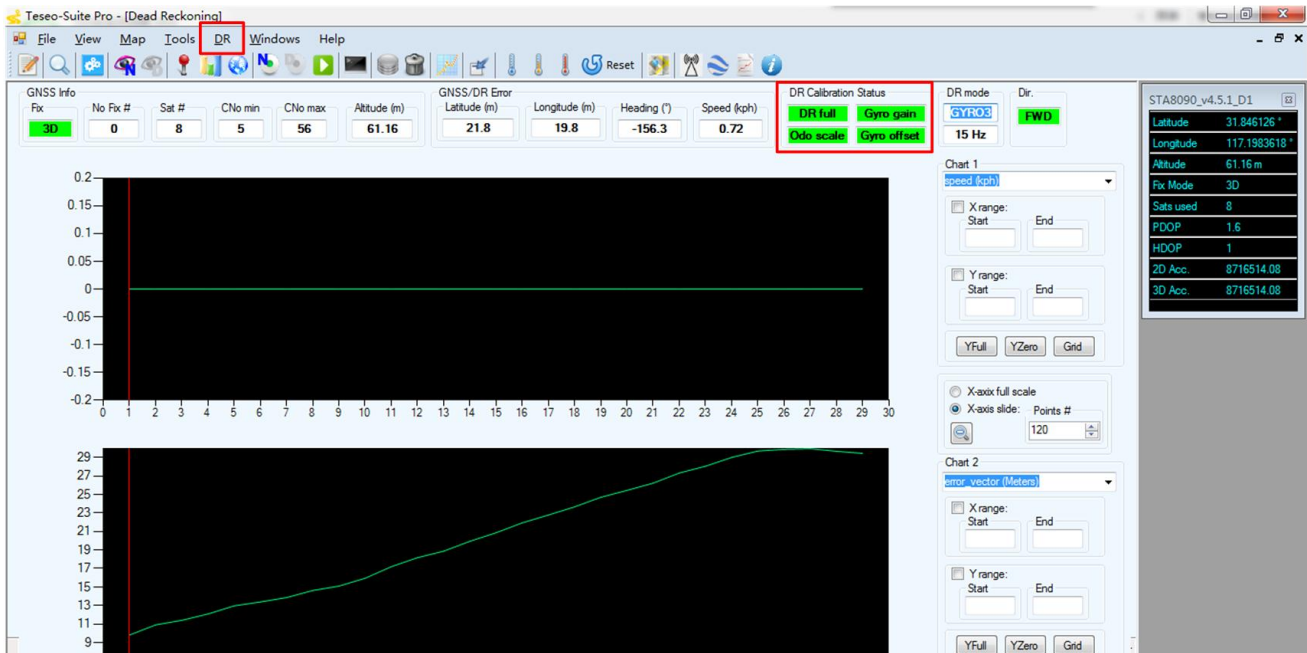 Teseo-Suite Pro - [Dead Reckoning]
File View Map Tools DR Windows Help
Reset
GNSS Info
Fix No Fix # Sat # CNo min CNo max Altitude (m)
3D 0 8 5 56 61.16
GNSS/DR Error
Latitude (m) Longitude (m) Heading (°) Speed (kph)
21.8 19.8 -156.3 0.72
DR Calibration Status
DR full Gyro gain
Odo scale Gyro offset
DR mode
GYRO3
15 Hz
Dir.
FWD
0.2
0.15
0.1
0.05
0
-0.05
-0.1
-0.15
-0.2
0 1 2 3 4 5 6 7 8 9 10 11 12 13 14 15 16 17 18 19 20 21 22 23 24 25 26 27 28 29 30
29
27
25
23
21
19
17
15
13
11
9
Chart 1
speed (kph)
X range:
Start End
Y range:
Start End
YFull YZero Grid
X-axix full scale
X-axis slide: Points #
120
Chart 2
error_vector (Meters)
X range:
Start End
Y range:
Start End
YFull YZero Grid
STA8090_v4.5.1_D1
Latitude 31.846126 °
Longitude 117.1983618 °
Altitude 61.16 m
Fix Mode 3D
Sats used 8
PDOP 1.6
HDOP 1
2D Acc. 8716514.08
3D Acc. 8716514.08